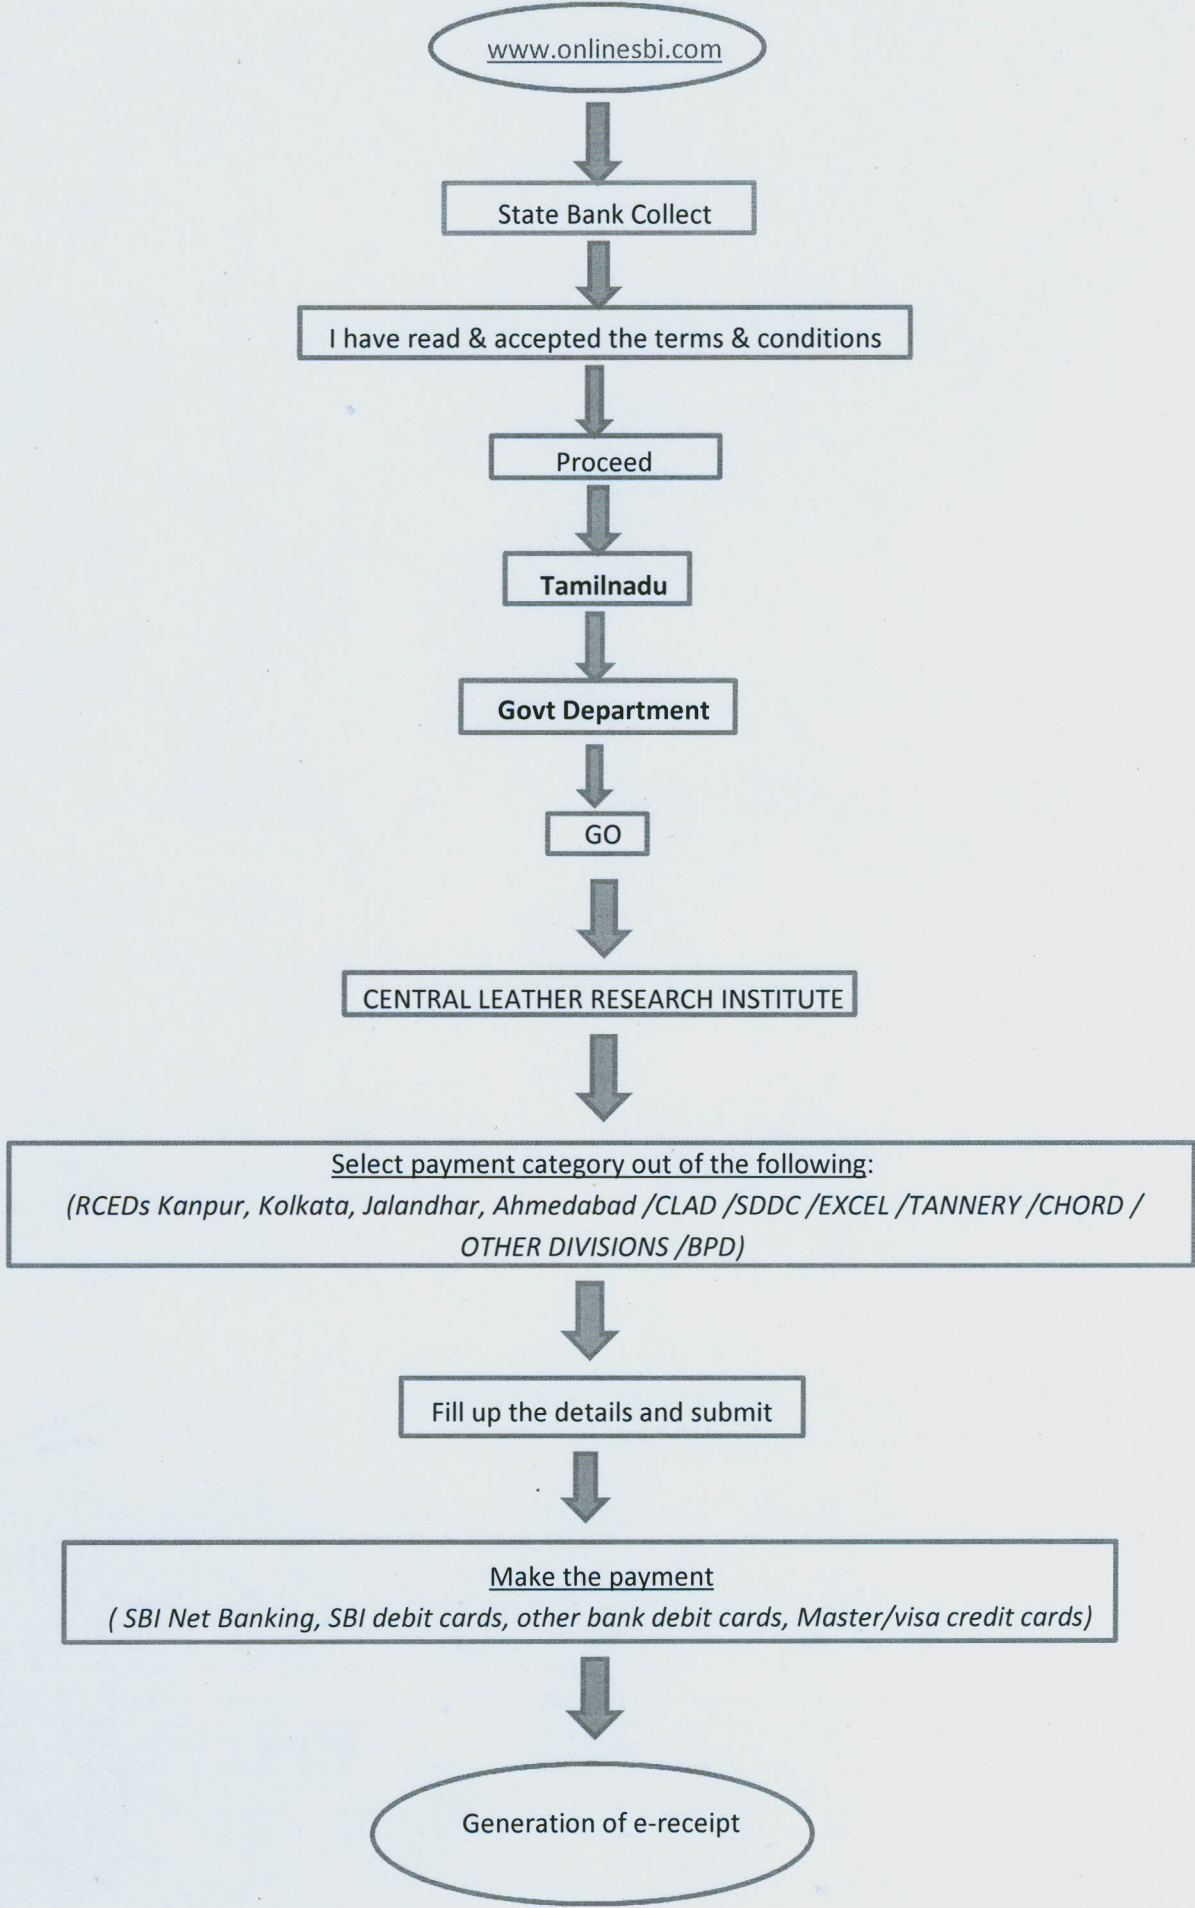 www.onlinesbi.com
State Bank Collect
I have read & accepted the terms & conditions
Proceed
Tamilnadu
Govt Department
GO
CENTRAL LEATHER RESEARCH INSTITUTE
Select payment category out of the following:
(RCEDs Kanpur, Kolkata, Jalandhar, Ahmedabad /CLAD /SDDC /EXCEL /TANNERY /CHORD /
OTHER DIVISIONS /BPD)
Fill up the details and submit
Make the payment
( SBI Net Banking, SBI debit cards, other bank debit cards, Master/visa credit cards)
Generation of e-receipt